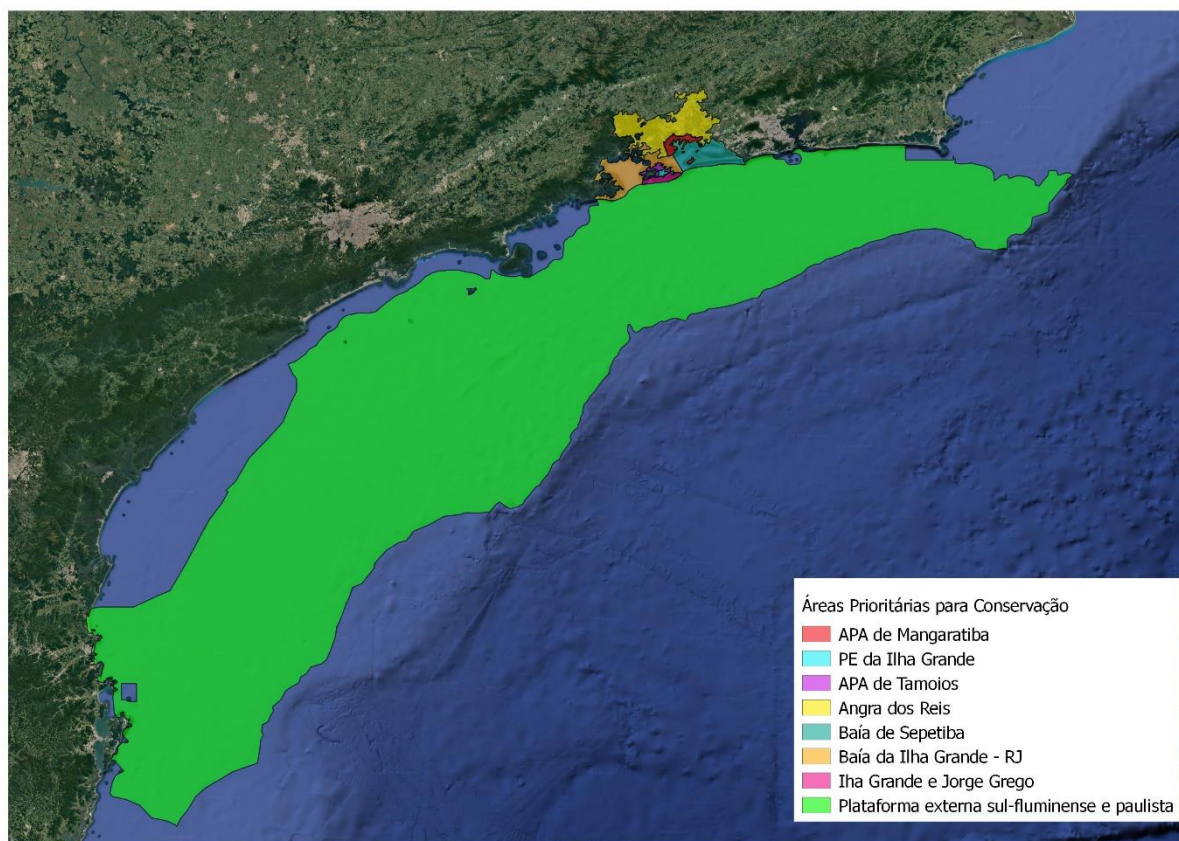 Áreas Prioritárias para Conservação
APA de Mangaratiba
PE da Ilha Grande
APA de Tamoios
Angra dos Reis
Baía de Sepetiba
Baía da Ilha Grande - RJ
Iha Grande e Jorge Grego
Plataforma externa sul-fluminense e paulista